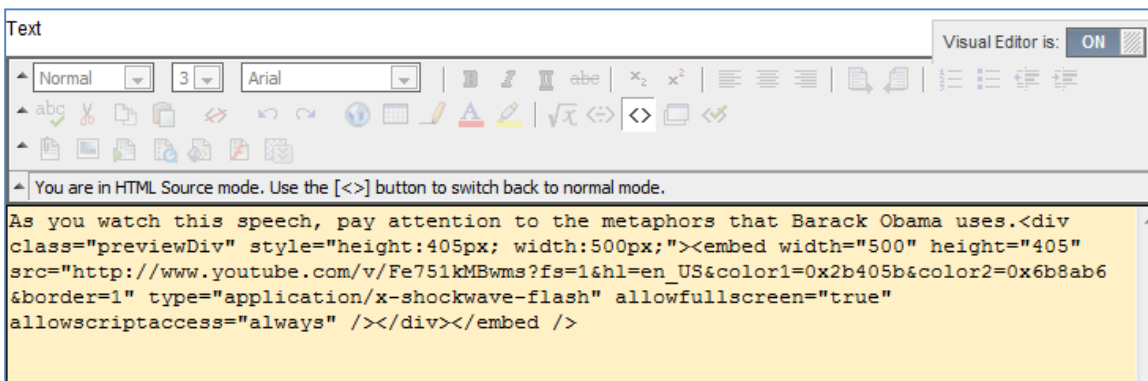 Text
Visual Editor is: ON
Normal 3 Arial B I U abc x₂ x²
abc √x <÷> <>
You are in HTML Source mode. Use the [<>] button to switch back to normal mode.
As you watch this speech, pay attention to the metaphors that Barack Obama uses.<div
class="previewDiv" style="height:405px; width:500px;"><embed width="500" height="405"
src="http://www.youtube.com/v/Fe751kMBwms?fs=1&hl=en_US&color1=0x2b405b&color2=0x6b8ab6
&border=1" type="application/x-shockwave-flash" allowfullscreen="true"
allowscriptaccess="always" /></div></embed />